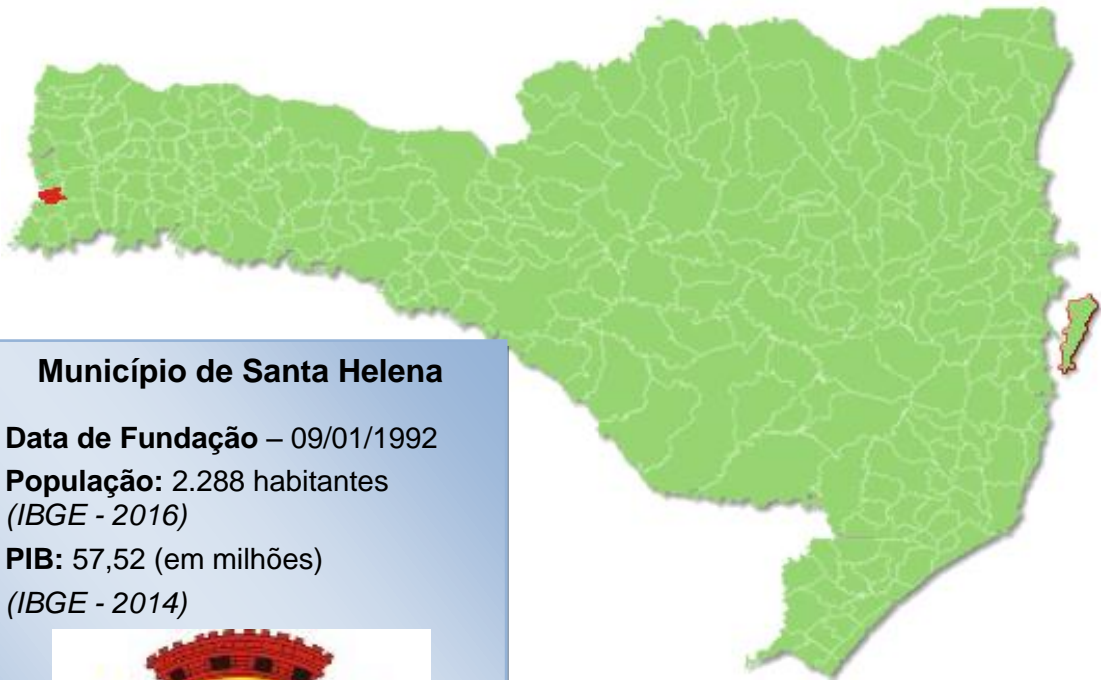 Município de Santa Helena
Data de Fundação – 09/01/1992
População: 2.288 habitantes
(IBGE - 2016)
PIB: 57,52 (em milhões)
(IBGE - 2014)